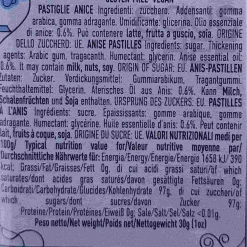 PASTIGLIE ANICE Ingredienti: zucchero. Addensanti: gomma
arabica, gomma adragante. Umidificante: glicerina. Olio essenziale
di anice: 0.6%. Può contenere latte, frutta a guscio, soia. ORIGINE
DELLO ZUCCHERO: UE. ANISE PASTILLES Ingredients: sugar. Thickening
agents: Arabic gum, tragacanth. Humectant: glycerin. Anise essential oil:
0.6%. It may contain milk, nuts, soy. ORIGIN OF SUGAR: EU. ANIS-PASTILLEN
Zutaten: Zucker. Verdickungsmittel: Gummiarabikum, Tragakgummi.
Feuchthaltemittel: Glyzerin. Ätherisches Öl aus Anis: 0.6%. Kann Milch,
Schalenfrüchten und Soja enthalten. URSPRUNG DES ZUCKERS: EU. PASTILLES
À L'ANIS Ingrédients: sucre. Epaississants: gomme arabique, gomme
adragante. Humectant: glycérine. Huile essentielle d'anis: 0.6%. Peut contenir
lait, fruits à coque, soja. ORIGINE DU SUCRE: UE. VALORI NUTRIZIONALI medi per
100g/ Nutrition value for/Valeur nutritive moyenne par/
Durchschnittliche Nährwerte für: Energia/Energy/Energie/Energie 1658 kJ / 390
kcal; Grassi/Fat/Graisses/Fett 0g, di cui acidi grassi saturi/ of which
saturates/dont acides gras saturés/davon gesättigte Fettsäuren 0g;
Carboidrati/Carbohydrate/Glucides/Kohlenhydrate 97g, di cui zuccheri/of
which sugars/dont sucres/davon Zucker 97g;
Proteine/Protein/Protéines/Eiweiß 0g, Sale/Salt/Sel/Salz <0.01g.
Peso netto/Net weight/Poids net/Nettogewicht 30g (1oz)